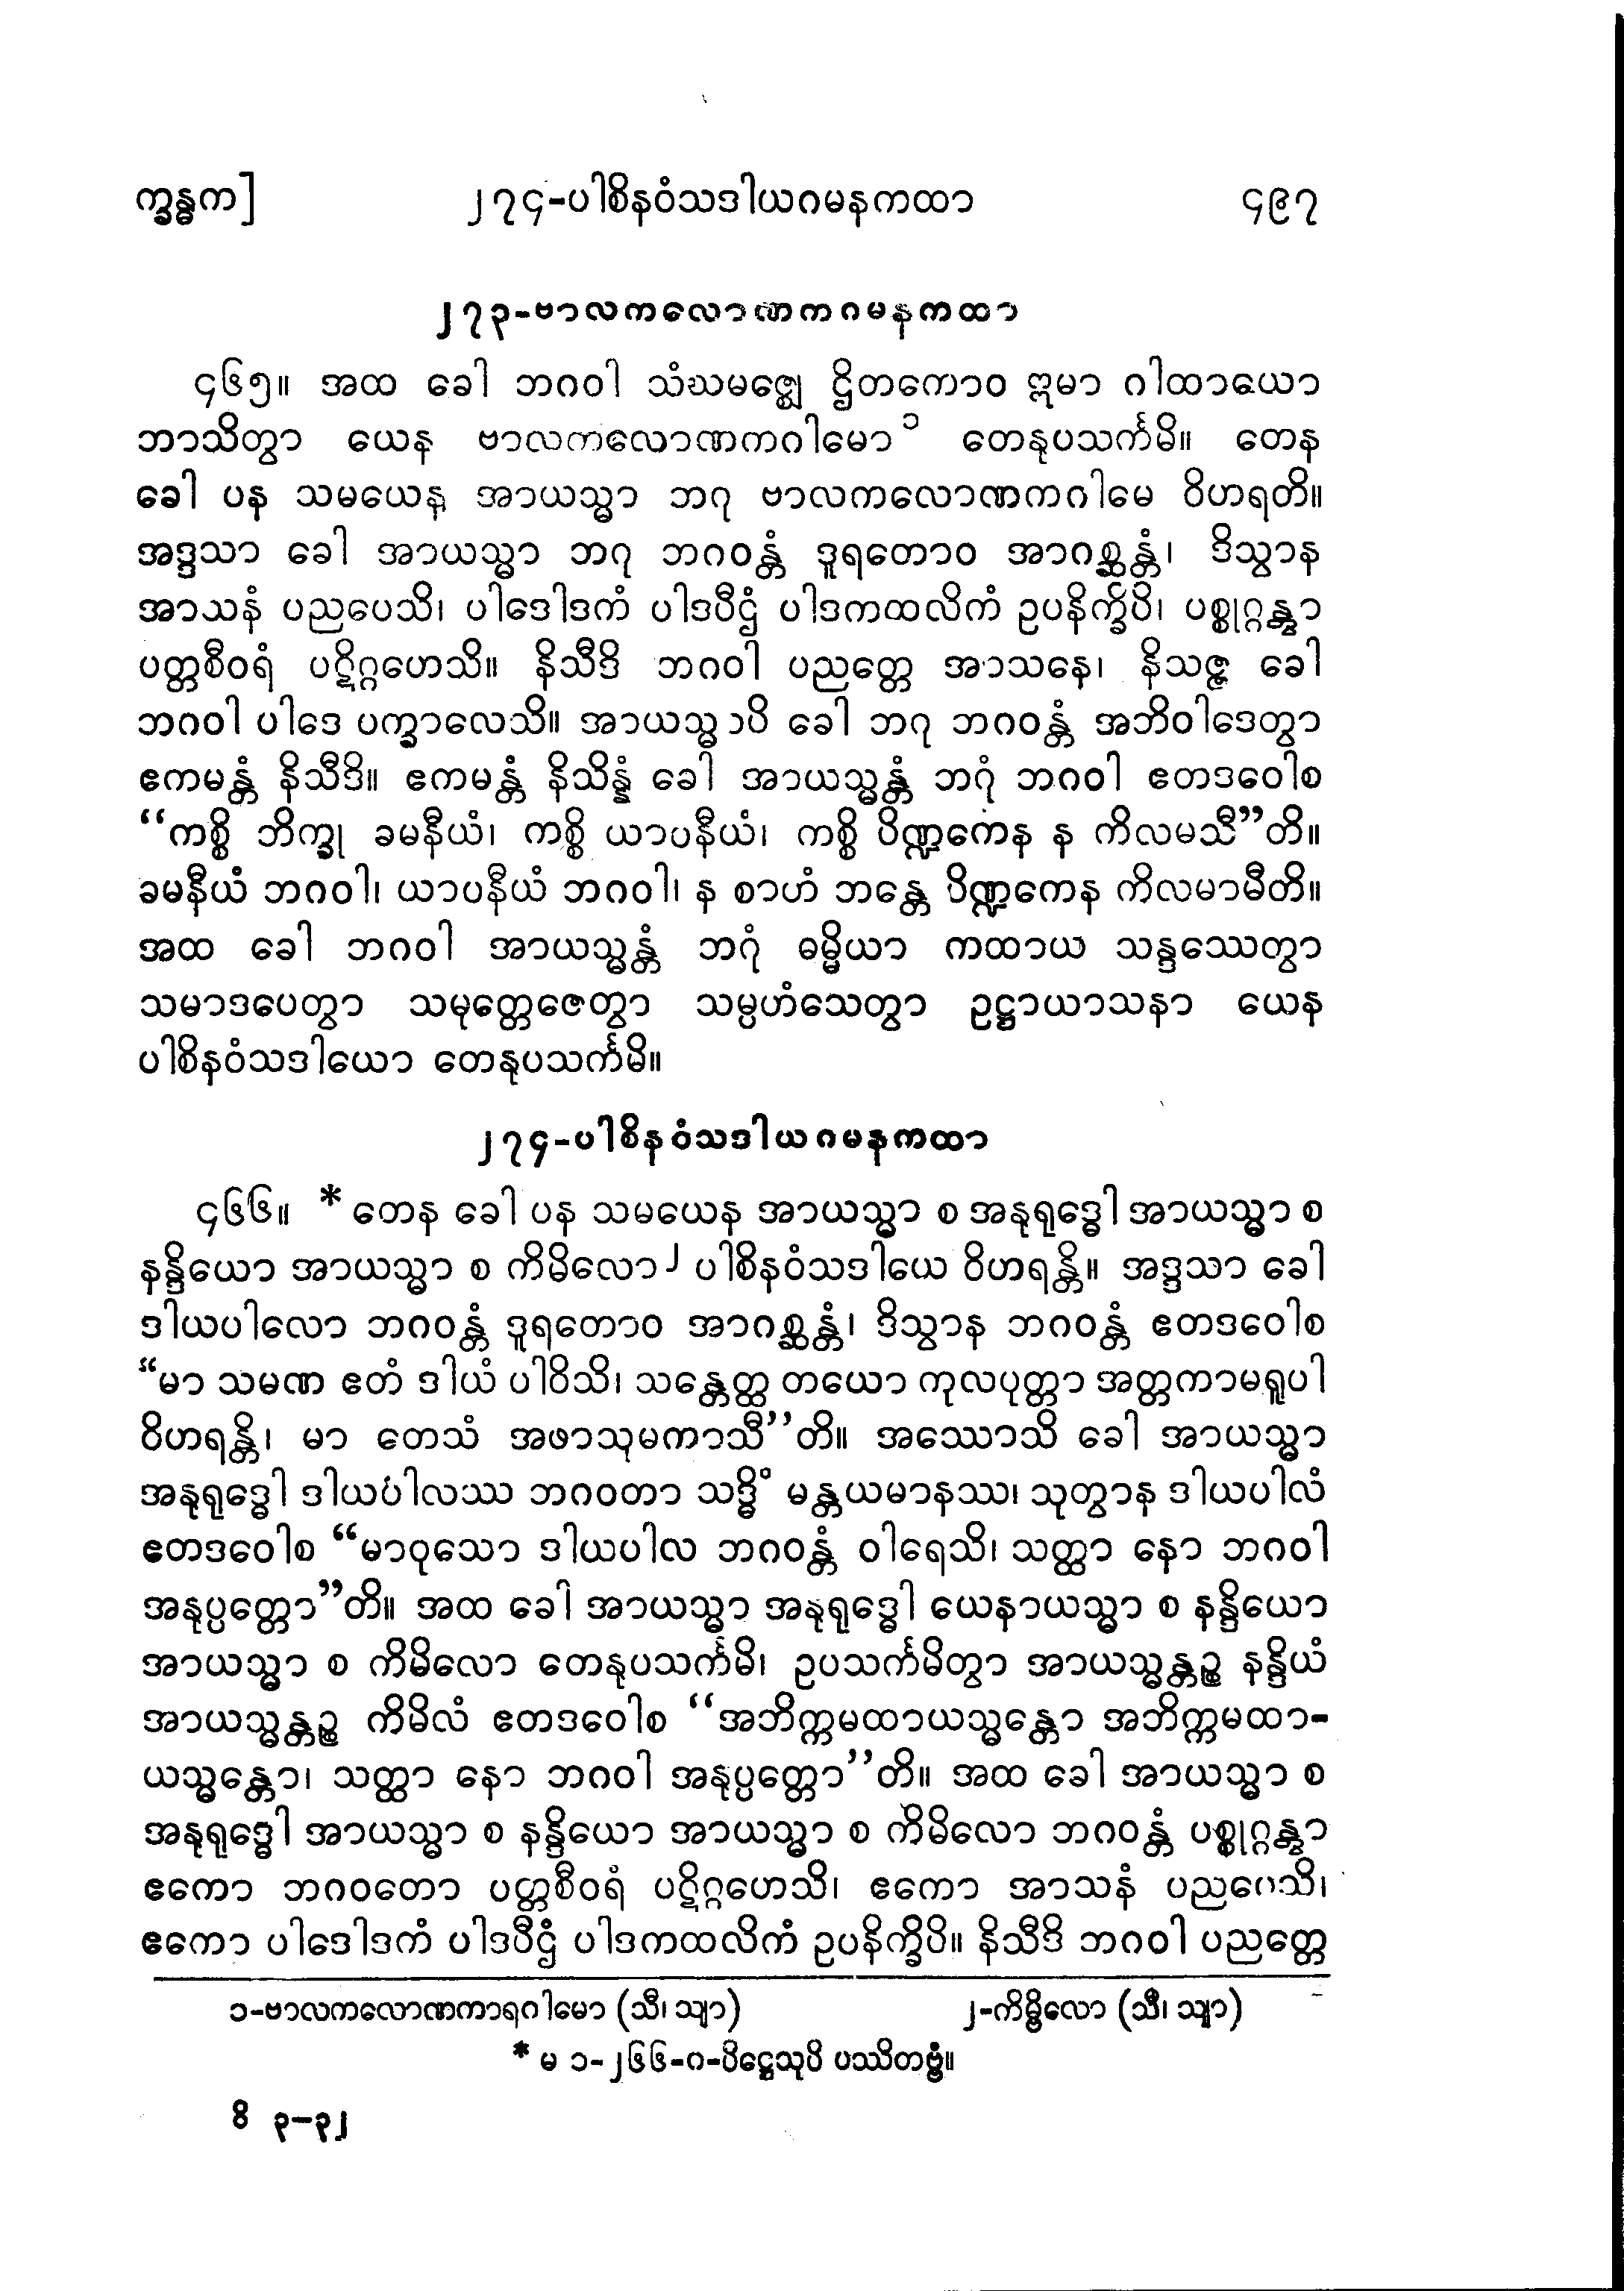 က္ခန္ဓက] ၂၇၄-ပါစိနဝံသဒါယဂမနကထာ ၄၉၇
၂၇၃-ဗာလကလောဏကဂမနကထာ
၄၆၅။ အထ ခေါ ဘဂဝါ သံဃမဇ္ဈေ ဌိတကောဝ ဣမာ ဂါထာယော
ဘာသိတွာ ယေန ဗာလကလောဏကဂါမော ၁ တေနုပသင်္ကမိ။ တေန
ခေါ ပန သမယေန အာယသ္မာ ဘဂု ဗာလကလောဏကဂါမေ ဝိဟရတိ။
အဒ္ဒသာ ခေါ အာယသ္မာ ဘဂု ဘဂဝန္တံ ဒူရတောဝ အာဂစ္ဆန္တံ၊ ဒိသွာန
အာသနံ ပညပေသိ၊ ပါဒေါဒကံ ပါဒပီဌံ ပါဒကထလိကံ ဥပနိက္ခိပိ၊ ပစ္စုဂ္ဂန္တွာ
ပတ္တစီဝရံ ပဋိဂ္ဂဟေသိ။ နိသီဒိ ဘဂဝါ ပညတ္တေ အာသနေ၊ နိသဇ္ဇ ခေါ
ဘဂဝါ ပါဒေ ပက္ခာလေသိ။ အာယသ္မာပိ ခေါ ဘဂု ဘဂဝန္တံ အဘိဝါဒေတွာ
ဧကမန္တံ နိသီဒိ။ ဧကမန္တံ နိသိန္နံ ခေါ အာယသ္မန္တံ ဘဂုံ ဘဂဝါ ဧတဒဝေါစ
“ကစ္စိ ဘိက္ခု ခမနီယံ၊ ကစ္စိ ယာပနီယံ၊ ကစ္စိ ပိဏ္ဍကေန န ကိလမသီ”တိ။
ခမနီယံ ဘဂဝါ၊ ယာပနီယံ ဘဂဝါ၊ န စာဟံ ဘန္တေ ပိဏ္ဍကေန ကိလမာမီတိ။
အထ ခေါ ဘဂဝါ အာယသ္မန္တံ ဘဂုံ ဓမ္မိယာ ကထာယ သန္ဒဿေတွာ
သမာဒပေတွာ သမုတ္တေဇေတွာ သမ္ပဟံသေတွာ ဥဋ္ဌာယာသနာ ယေန
ပါစိနဝံသဒါယော တေနုပသင်္ကမိ။
၂၇၄-ပါစိနဝံသဒါယဂမနကထာ
၄၆၆။ * တေန ခေါ ပန သမယေန အာယသ္မာ စ အနုရုဒ္ဓေါ အာယသ္မာ စ
နန္ဒိယော အာယသ္မာ စ ကိမိလော ၂ ပါစိနဝံသဒါယေ ဝိဟရန္တိ။ အဒ္ဒသာ ခေါ
ဒါယပါလော ဘဂဝန္တံ ဒူရတောဝ အာဂစ္ဆန္တံ၊ ဒိသွာန ဘဂဝန္တံ ဧတဒဝေါစ
“မာ သမဏ ဧတံ ဒါယံ ပါဝိသိ၊ သန္တေတ္ထ တယော ကုလပုတ္တာ အတ္တကာမရူပါ
ဝိဟရန္တိ၊ မာ တေသံ အဖာသုမကာသီ”တိ။ အဿောသိ ခေါ အာယသ္မာ
အနုရုဒ္ဓေါ ဒါယပါလဿ ဘဂဝတာ သဒ္ဓိံ မန္တယမာနဿ၊ သုတွာန ဒါယပါလံ
ဧတဒဝေါစ “မာဝုသော ဒါယပါလ ဘဂဝန္တံ ဝါရေသိ၊ သတ္ထာ နော ဘဂဝါ
အနုပ္ပတ္တော”တိ။ အထ ခေါ အာယသ္မာ အနုရုဒ္ဓေါ ယေနာယသ္မာ စ နန္ဒိယော
အာယသ္မာ စ ကိမိလော တေနုပသင်္ကမိ၊ ဥပသင်္ကမိတွာ အာယသ္မန္တဉ္စ နန္ဒိယံ
အာယသ္မန္တဉ္စ ကိမိလံ ဧတဒဝေါစ “အဘိက္ကမထာယသ္မန္တော အဘိက္ကမထာ-
ယသ္မန္တော၊ သတ္ထာ နော ဘဂဝါ အနုပ္ပတ္တော”တိ။ အထ ခေါ အာယသ္မာ စ
အနုရုဒ္ဓေါ အာယသ္မာ စ နန္ဒိယော အာယသ္မာ စ ကိမိလော ဘဂဝန္တံ ပစ္စုဂ္ဂန္တွာ
ဧကော ဘဂဝတော ပတ္တစီဝရံ ပဋိဂ္ဂဟေသိ၊ ဧကော အာသနံ ပညပေသိ၊
ဧကော ပါဒေါဒကံ ပါဒပီဌံ ပါဒကထလိကံ ဥပနိက္ခိပိ။ နိသီဒိ ဘဂဝါ ပညတ္တေ
၁-ဗာလကလောဏကာရဂါမော (သီ၊ သျာ) ၂-ကိမ္ဗိလော (သီ၊ သျာ)
* မ ၁-၂၆၆-ဂ-ပိဋ္ဌေသုပိ ပဿိတဗ္ဗံ။
ဝိ ၃-၃၂